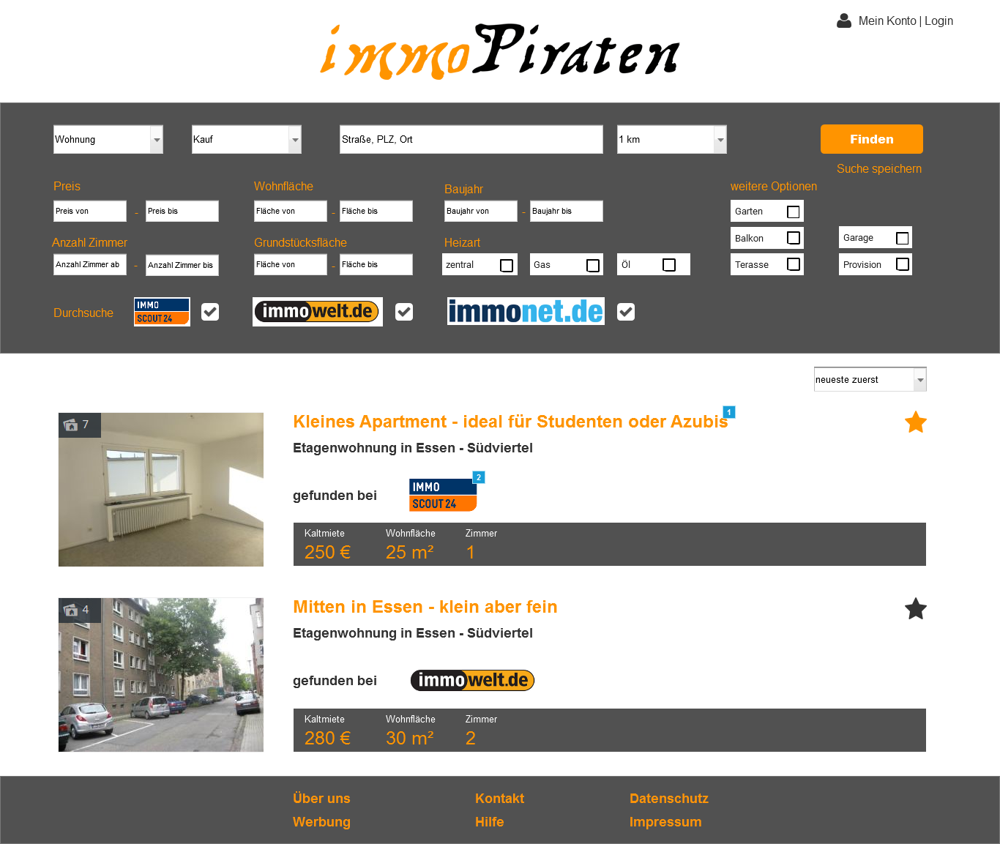 Mein Konto | Login
immoPiraten
Wohnung
Kauf
Straße, PLZ, Ort
1 km
Finden
Suche speichern
Preis
Wohnfläche
Baujahr
weitere Optionen
Preis von
-
Preis bis
Fläche von
-
Fläche bis
Baujahr von
-
Baujahr bis
Garten
Balkon
Garage
Anzahl Zimmer
Grundstücksfläche
Heizart
Anzahl Zimmer ab
-
Anzahl Zimmer bis
Fläche von
-
Fläche bis
zentral
Gas
Öl
Terasse
Provision
Durchsuche
IMMO
SCOUT 24
immowelt.de
immonet.de
neueste zuerst
7
Kleines Apartment - ideal für Studenten oder Azubis
1
Etagenwohnung in Essen - Südviertel
gefunden bei
IMMO
SCOUT 24
2
Kaltmiete
Wohnfläche
Zimmer
250 €
25 m²
1
4
Mitten in Essen - klein aber fein
Etagenwohnung in Essen - Südviertel
gefunden bei
immowelt.de
Kaltmiete
Wohnfläche
Zimmer
280 €
30 m²
2
Über uns
Kontakt
Datenschutz
Werbung
Hilfe
Impressum